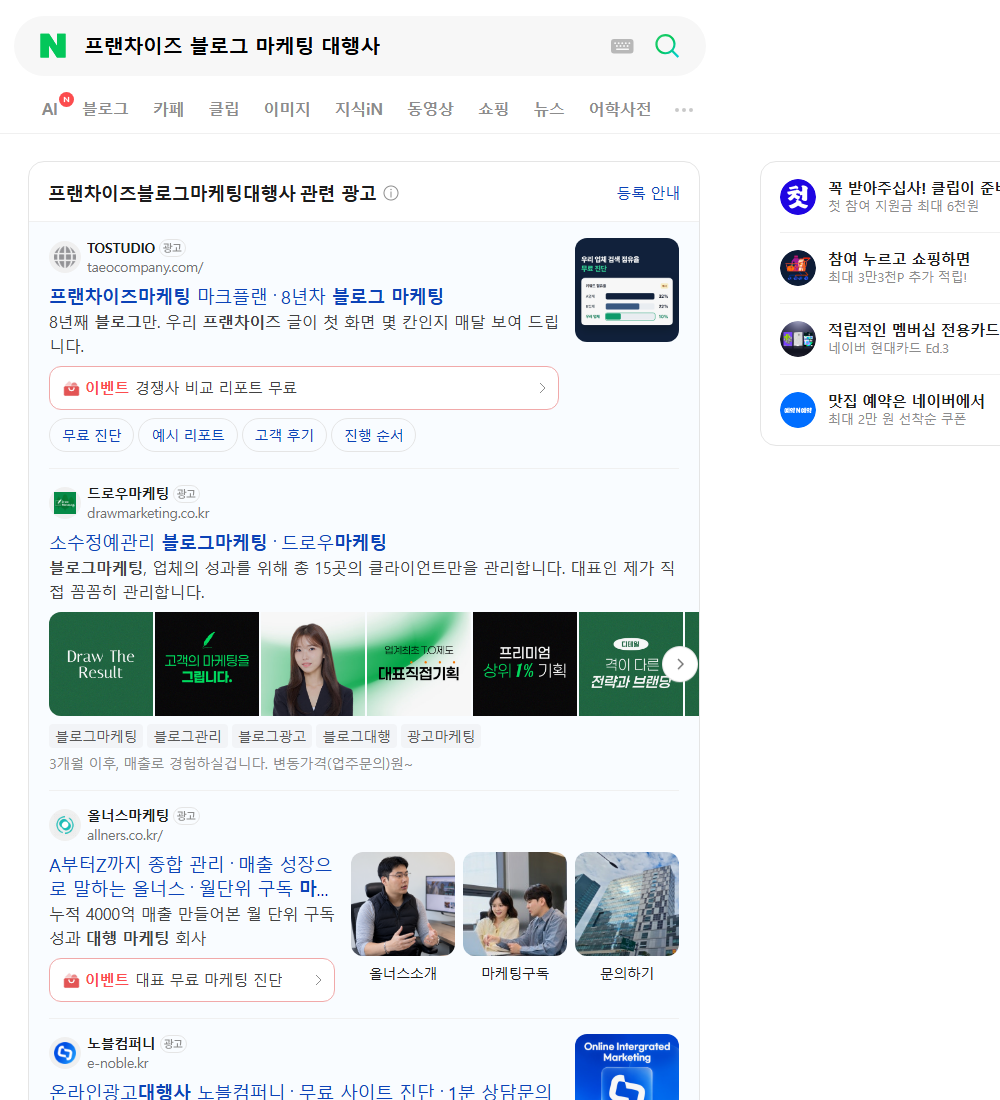 프랜차이즈 블로그 마케팅 대행사
AI N 블로그 카페 클립 이미지 지식iN 동영상 쇼핑 뉴스 어학사전
프랜차이즈블로그마케팅대행사 관련 광고
등록 안내
TOSTUDIO 광고
taeocompany.com/
프랜차이즈마케팅 마크플랜 · 8년차 블로그 마케팅
8년째 블로그만. 우리 프랜차이즈 글이 첫 화면 몇 칸인지 매달 보여 드립
니다.
우리 업체 검색 점유율
무료 진단
이벤트 경쟁사 비교 리포트 무료
무료 진단 예시 리포트 고객 후기 진행 순서
드로우마케팅 광고
drawmarketing.co.kr
소수정예관리 블로그마케팅 · 드로우마케팅
블로그마케팅, 업체의 성과를 위해 총 15곳의 클라이언트만을 관리합니다. 대표인 제가 직
접 꼼꼼히 관리합니다.
Draw The
Result
고객의 마케팅을
그립니다.
업계최초 T.O제도
대표직접기획
프리미엄
상위 1% 기획
디테일
격이 다른
전략과 브랜딩
블로그마케팅 블로그관리 블로그광고 블로그대행 광고마케팅
3개월 이후, 매출로 경험하실겁니다. 변동가격(업주문의)원~
올너스마케팅 광고
allners.co.kr/
A부터Z까지 종합 관리 · 매출 성장으
로 말하는 올너스 · 월단위 구독 마...
누적 4000억 매출 만들어본 월 단위 구독
성과 대행 마케팅 회사
이벤트 대표 무료 마케팅 진단
올너스소개 마케팅구독 문의하기
노블컴퍼니 광고
e-noble.kr
온라인광고대행사 노블컴퍼니 · 무료 사이트 진단 · 1분 상담문의
Online Intergrated
Marketing
첫
꼭 받아주십사! 클립이 준비
첫 참여 지원금 최대 6천원
참여 누르고 쇼핑하면
최대 3만3천P 추가 적립!
적립적인 멤버십 전용카드
네이버 현대카드 Ed.3
맛집 예약은 네이버에서
최대 2만 원 선착순 쿠폰